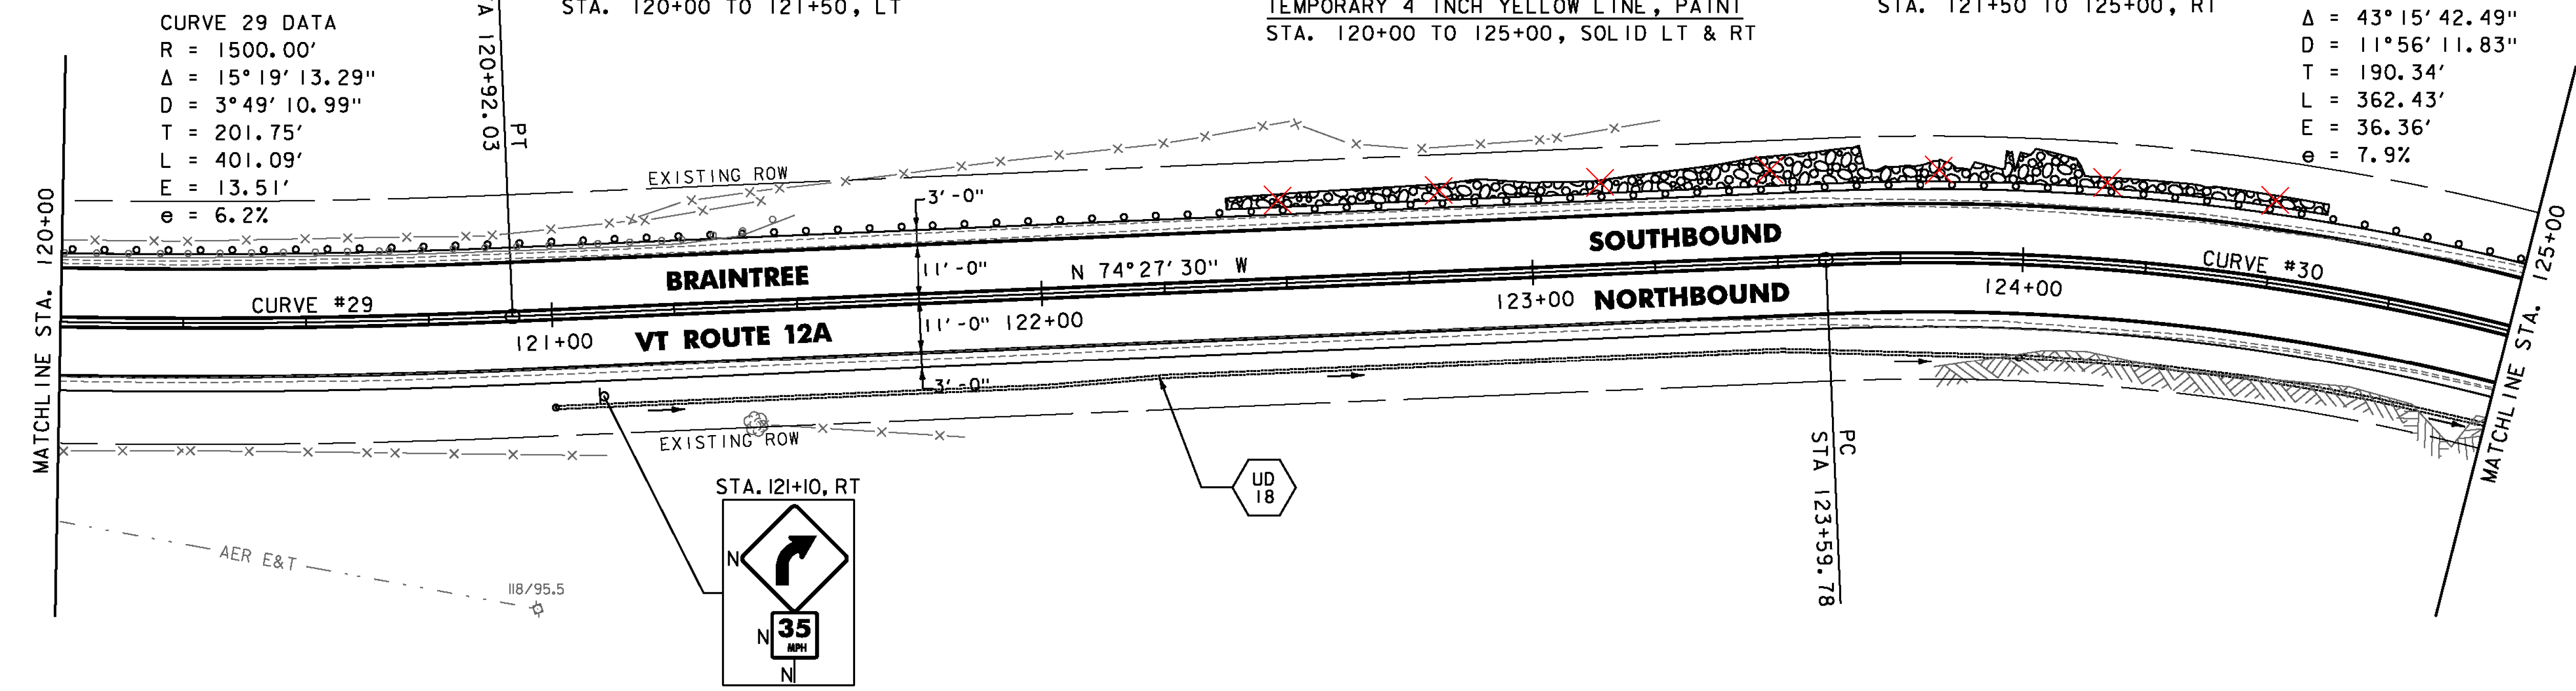 CURVE 29 DATA
R = 1500.00'
Δ = 15°19'13.29"
D = 3°49'10.99"
T = 201.75'
L = 401.09'
E = 13.51'
e = 6.2%
A 120+92.03
PT
STA. 120+00 TO 121+50, LT
TEMPORARY 4 INCH YELLOW LINE, PAINT
STA. 120+00 TO 125+00, SOLID LT & RT
STA. 121+50 TO 125+00, RT
Δ = 43°15'42.49"
D = 11°56'11.83"
T = 190.34'
L = 362.43'
E = 36.36'
e = 7.9%
MATCHLINE STA. 120+00
EXISTING ROW
3'-0"
SOUTHBOUND
11'-0"
N 74°27'30" W
BRAINTREE
CURVE #29
CURVE #30
121+00
VT ROUTE 12A
11'-0"
122+00
123+00
NORTHBOUND
124+00
3'-0"
EXISTING ROW
MATCHLINE STA. 125+00
PC
STA 123+59.78
UD
18
STA. 121+10, RT
N
N
35
MPH
N
AER E&T
118/95.5